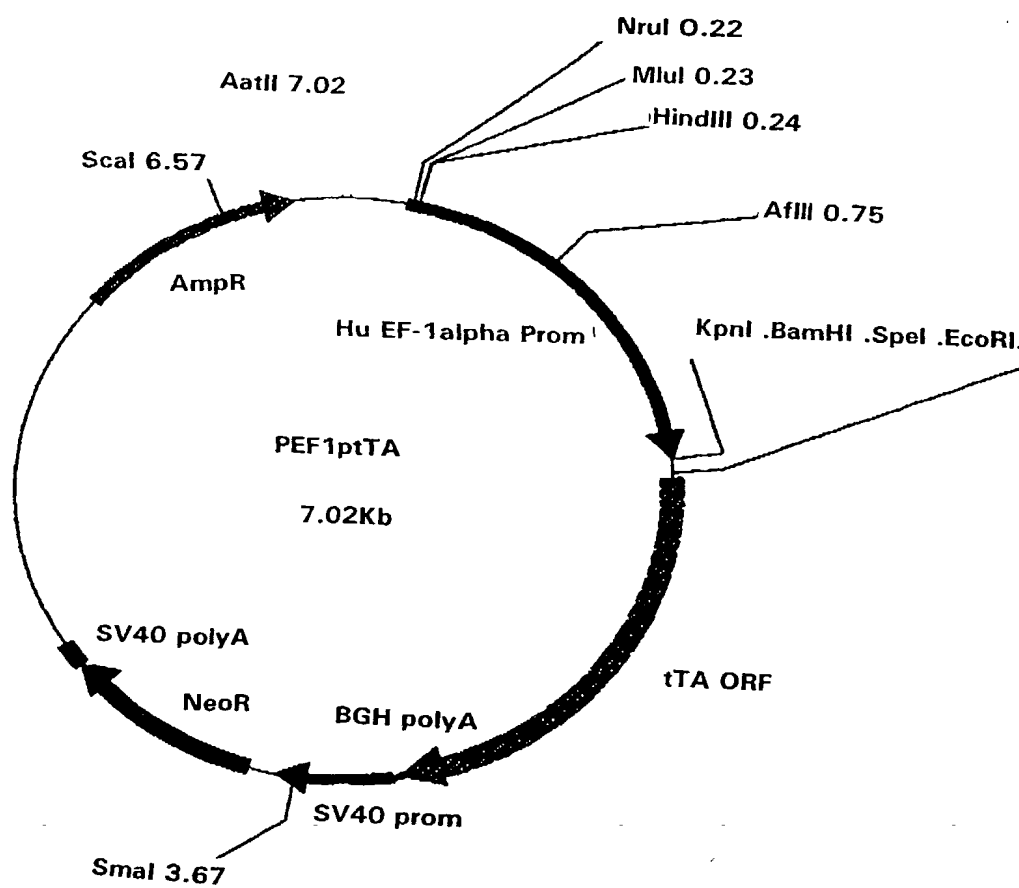 NruI 0.22
AatII 7.02
MluI 0.23
HindIII 0.24
ScaI 6.57
AflII 0.75
AmpR
Hu EF-1alpha Prom
KpnI .BamHI .SpeI .EcoRI.
PEF1ptTA
7.02Kb
SV40 polyA
tTA ORF
NeoR
BGH polyA
SV40 prom
SmaI 3.67